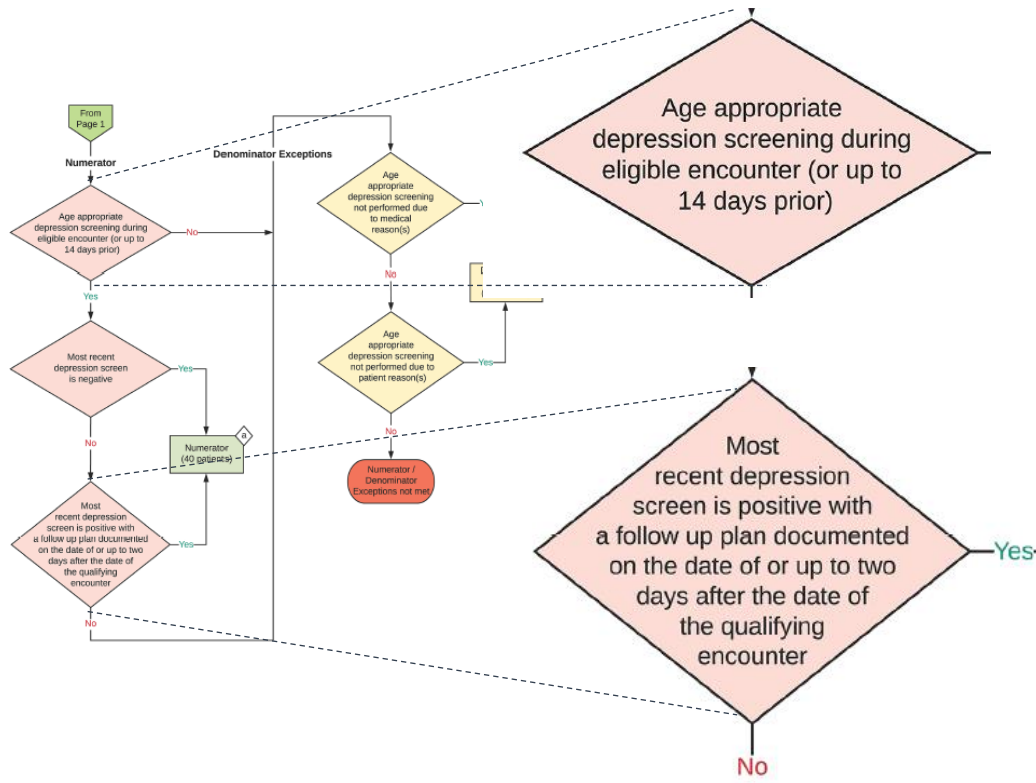 From
Page 1
Numerator
Denominator Exceptions
Age appropriate
depression screening during
eligible encounter (or up to
14 days prior)
No
Yes
Most recent
depression screen
is negative
Yes
No
Numerator
(40 patients)
a
Most
recent depression
screen is positive with
a follow up plan documented
on the date of or up to two
days after the date of
the qualifying
encounter
Yes
No
Age
appropriate
depression screening
not performed due
to medical
reason(s)
No
Age
appropriate
depression screening
not performed due to
patient reason(s)
Yes
No
Numerator /
Denominator
Exceptions not met
Age appropriate
depression screening during
eligible encounter (or up to
14 days prior)
Most
recent depression
screen is positive with
a follow up plan documented
on the date of or up to two
days after the date of
the qualifying
encounter
Yes
No